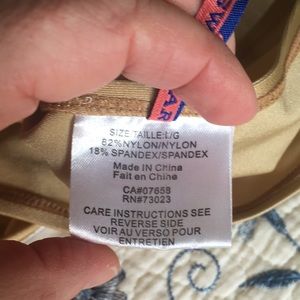 SIZE TAILLE:L/G
82%NYLON/NYLON
18% SPANDEX/SPANDEX
Made in China
Fait en China
CA#07658
RN#73023
CARE INSTRUCTIONS SEE
REVERSE SIDE
VOIR AU VERSO POUR
L'ENTRETIEN